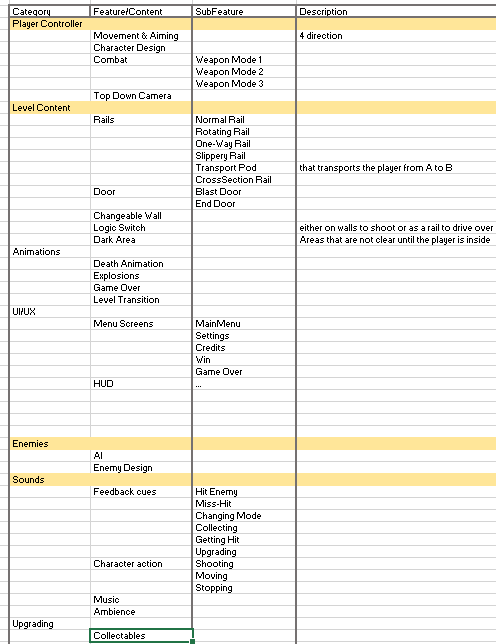 Category Feature/Content SubFeature Description
Player Controller
Movement & Aiming 4 direction
Character Design
Combat Weapon Mode 1
Weapon Mode 2
Weapon Mode 3
Top Down Camera
Level Content
Rails Normal Rail
Rotating Rail
One-Way Rail
Slippery Rail
Transport Pod that transports the player from A to B
CrossSection Rail
Door Blast Door
End Door
Changeable Wall
Logic Switch either on walls to shoot or as a rail to drive over
Dark Area Areas that are not clear until the player is inside
Animations
Death Animation
Explosions
Game Over
Level Transition
UI/UX
Menu Screens MainMenu
Settings
Credits
Win
Game Over
HUD ...
Enemies
AI
Enemy Design
Sounds
Feedback cues Hit Enemy
Miss-Hit
Changing Mode
Collecting
Getting Hit
Upgrading
Character action Shooting
Moving
Stopping
Music
Ambience
Upgrading
Collectables